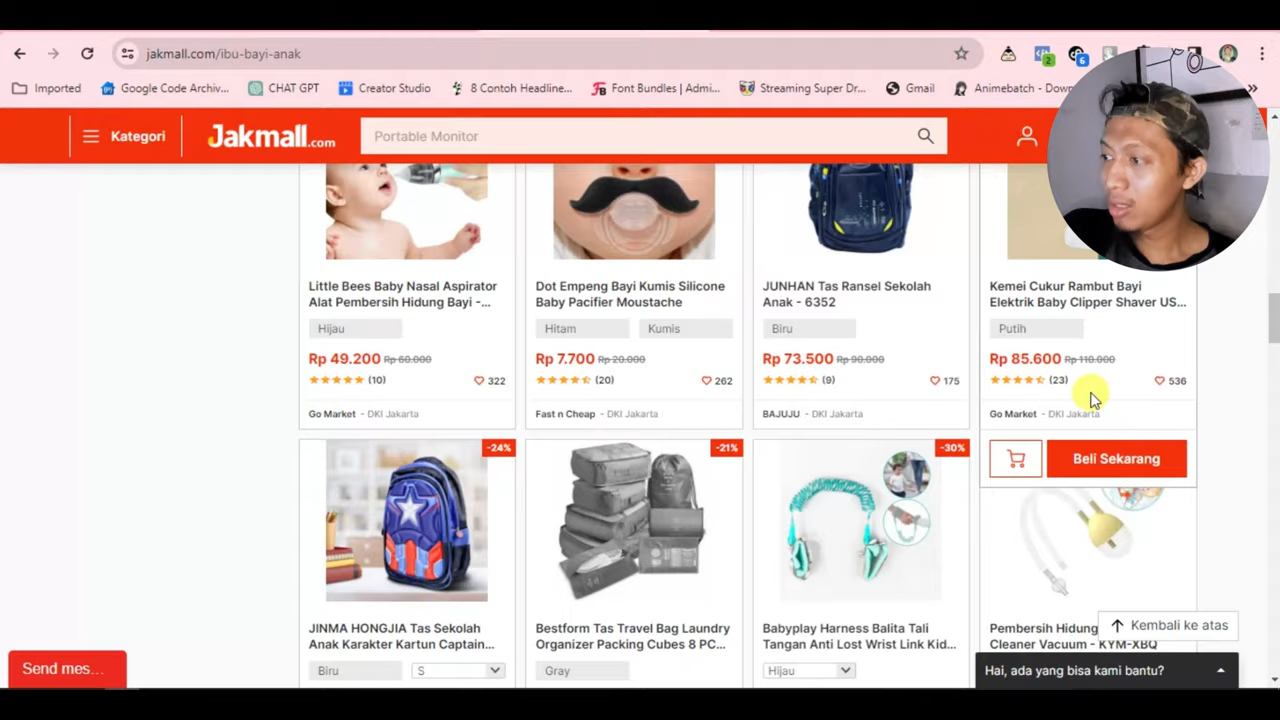 jakmall.com/ibu-bayi-anak
2
6
Imported
Google Code Archiv...
CHAT GPT
Creator Studio
8 Contoh Headline...
Font Bundles | Admi...
Streaming Super Dr...
Gmail
Animebatch - Down
Kategori
Jakmall.com
Portable Monitor
Little Bees Baby Nasal Aspirator
Alat Pembersih Hidung Bayi -...
Hijau
Rp 49.200 Rp 60.000
(10)
322
Go Market - DKI Jakarta
Dot Empeng Bayi Kumis Silicone
Baby Pacifier Moustache
Hitam
Kumis
Rp 7.700 Rp 20.000
(20)
262
Fast n Cheap - DKI Jakarta
JUNHAN Tas Ransel Sekolah
Anak - 6352
Biru
Rp 73.500 Rp 90.000
(9)
175
BAJUJU - DKI Jakarta
Kemei Cukur Rambut Bayi
Elektrik Baby Clipper Shaver US...
Putih
Rp 85.600 Rp 110.000
(23)
536
Go Market - DKI Jakarta
Beli Sekarang
-24%
JINMA HONGJIA Tas Sekolah
Anak Karakter Kartun Captain...
Biru
S
-21%
Bestform Tas Travel Bag Laundry
Organizer Packing Cubes 8 PC...
Gray
-30%
Babyplay Harness Balita Tali
Tangan Anti Lost Wrist Link Kid...
Hijau
Pembersih Hidung
Cleaner Vacuum - KYM-XBQ
Kembali ke atas
Send mes...
Hai, ada yang bisa kami bantu?